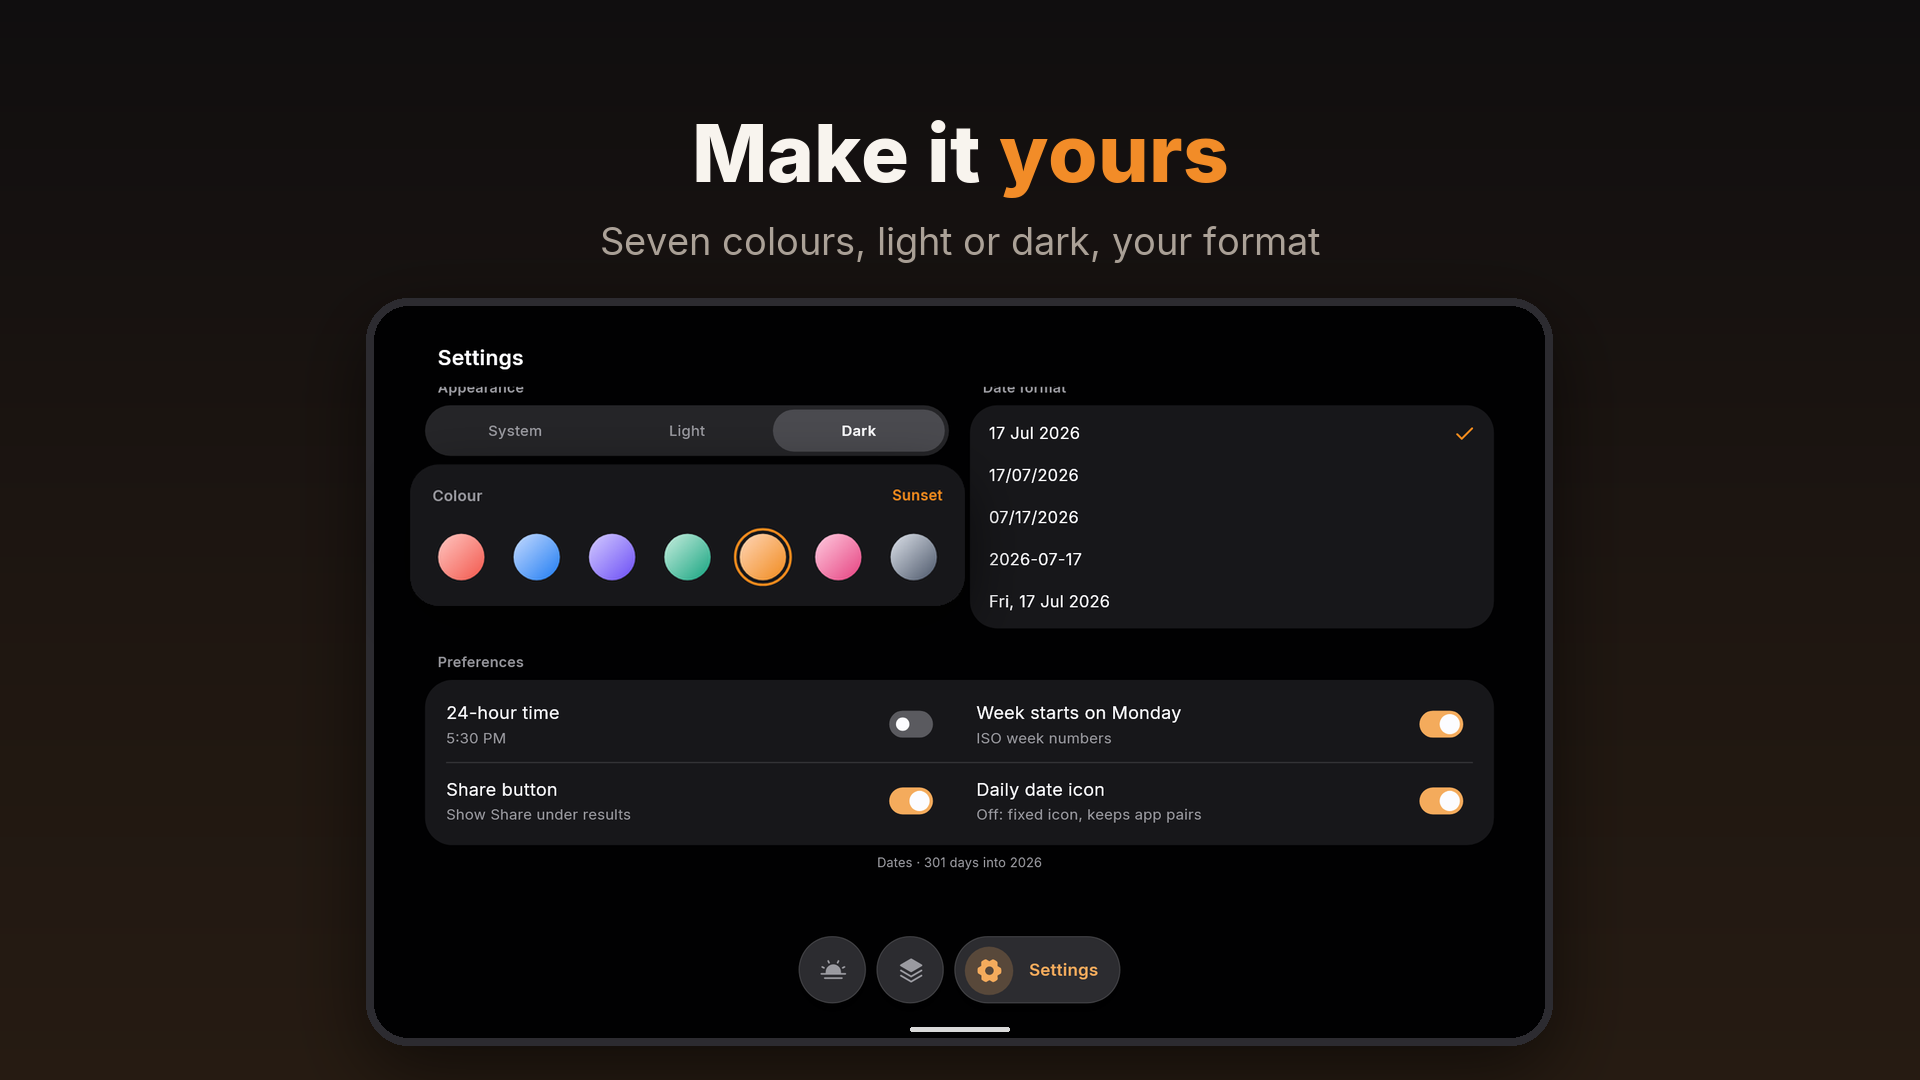 Make it yours
Seven colours, light or dark, your format
Settings
Appearance
System
Light
Dark
Colour
Sunset
Date format
17 Jul 2026
17/07/2026
07/17/2026
2026-07-17
Fri, 17 Jul 2026
Preferences
24-hour time
5:30 PM
Week starts on Monday
ISO week numbers
Share button
Show Share under results
Daily date icon
Off: fixed icon, keeps app pairs
Dates · 301 days into 2026
Settings